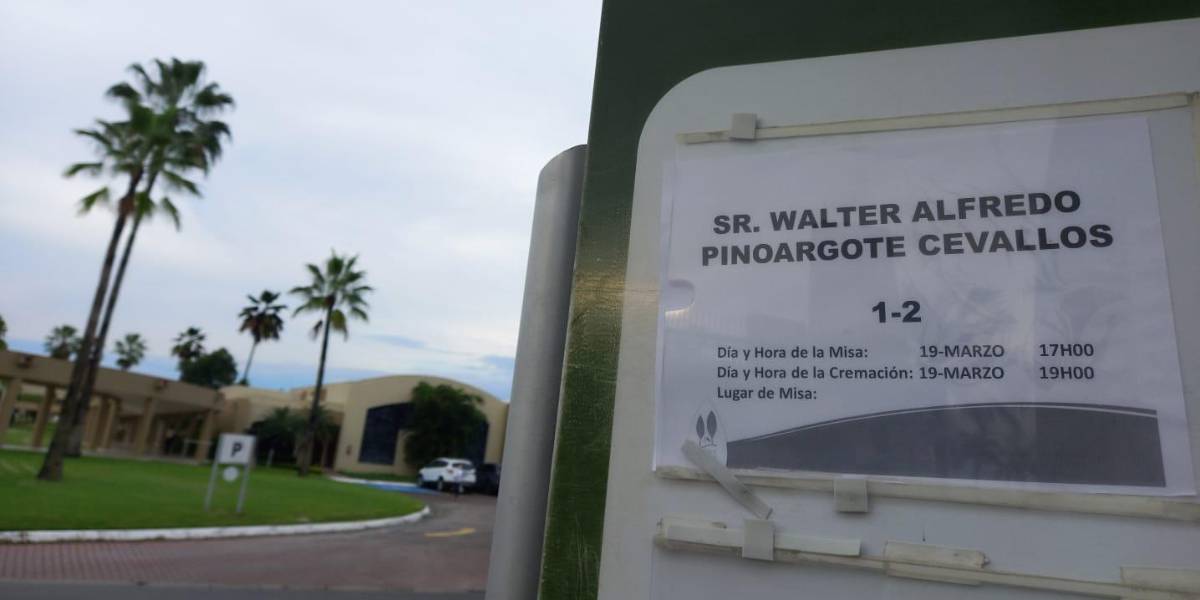 SR. WALTER ALFREDO
PINOARGOTE CEVALLOS
1-2
Día y Hora de la Misa: 19-MARZO 17H00
Día y Hora de la Cremación: 19-MARZO 19H00
Lugar de Misa:
P